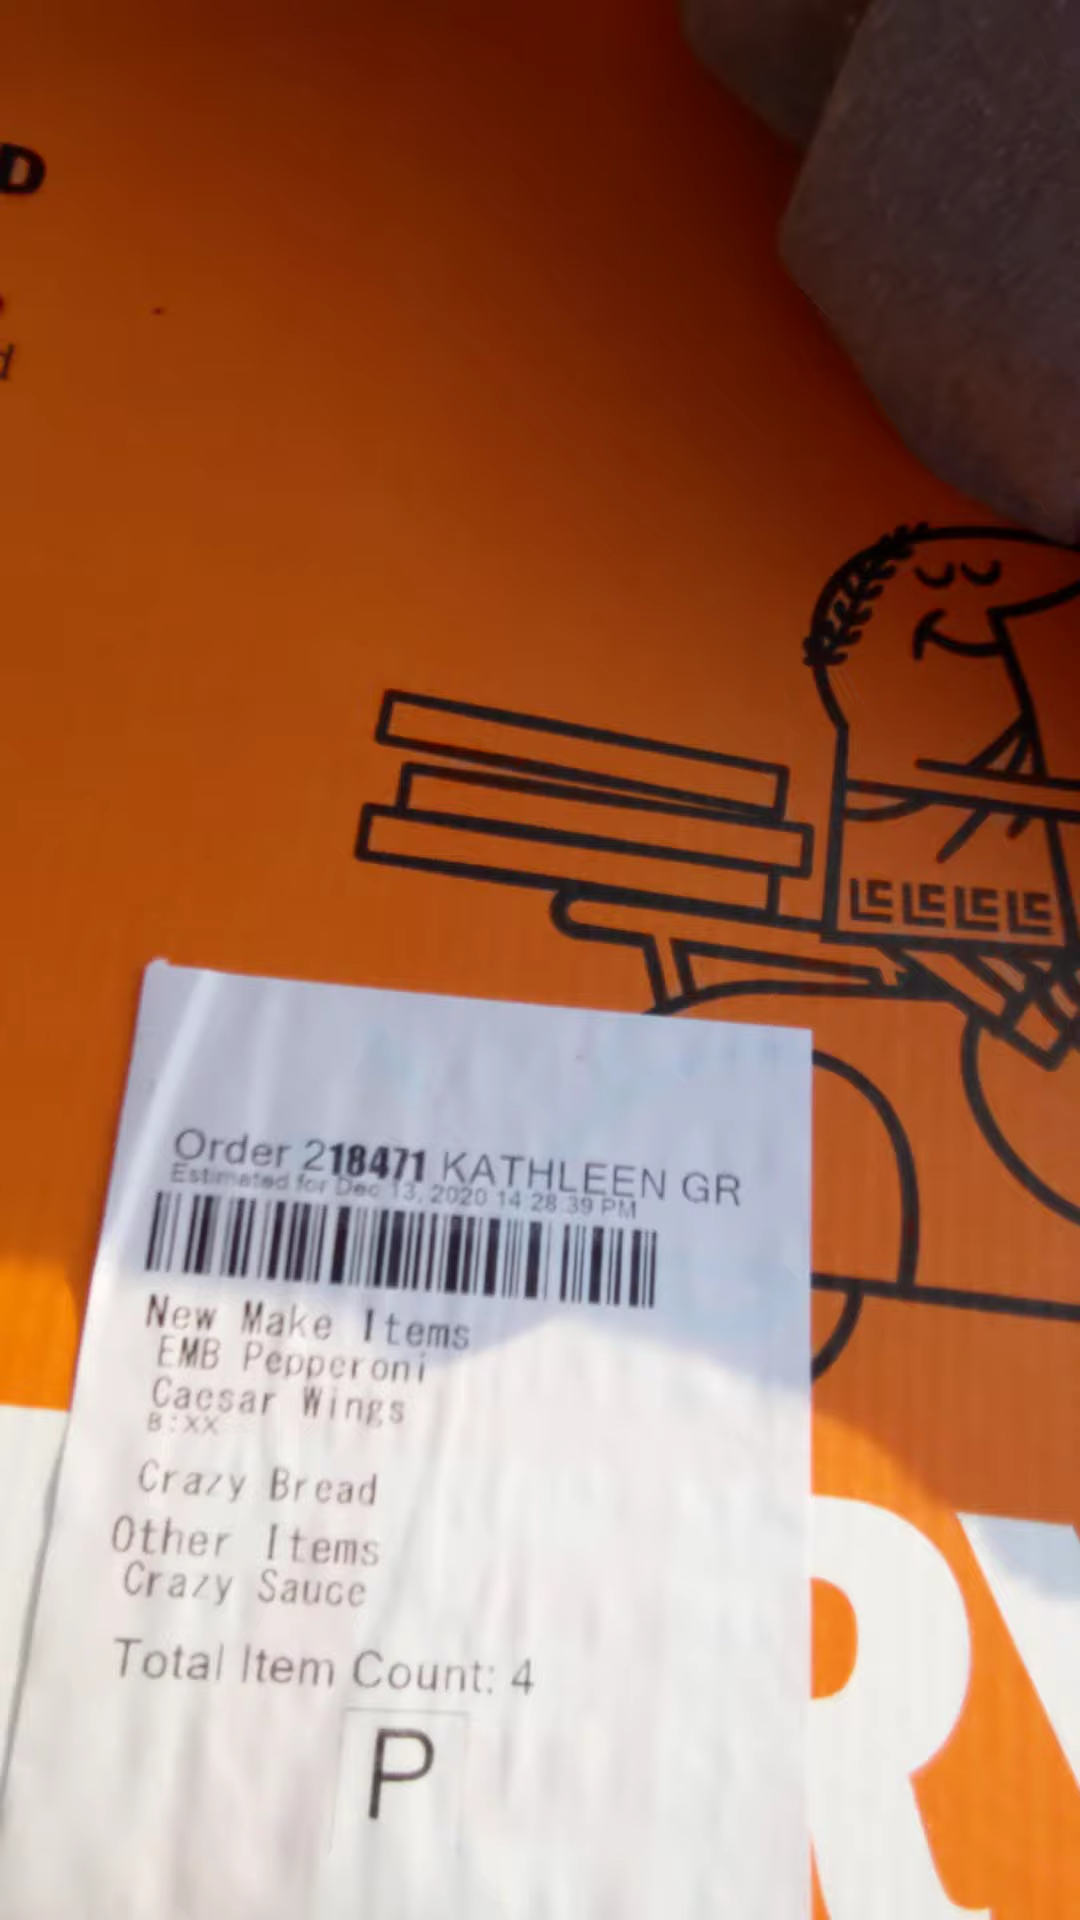 D
d
Order 218471 KATHLEEN GR
Estimated for Dec 13, 2020 14:28:39 PM
New Make Items
EMB Pepperoni
Caesar Wings
B:XX
Crazy Bread
Other Items
Crazy Sauce
Total Item Count: 4
P
RY